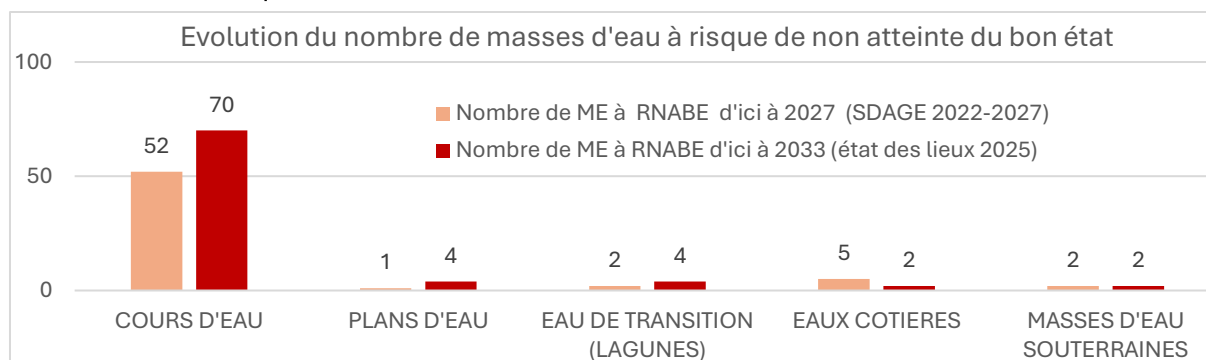 Evolution du nombre de masses d'eau à risque de non atteinte du bon état
100
50
0
Nombre de ME à RNABE d'ici à 2027 (SDAGE 2022-2027)
Nombre de ME à RNABE d'ici à 2033 (état des lieux 2025)
52
70
1
4
2
4
5
2
2
2
COURS D'EAU
PLANS D'EAU
EAU DE TRANSITION
(LAGUNES)
EAUX COTIERES
MASSES D'EAU
SOUTERRAINES